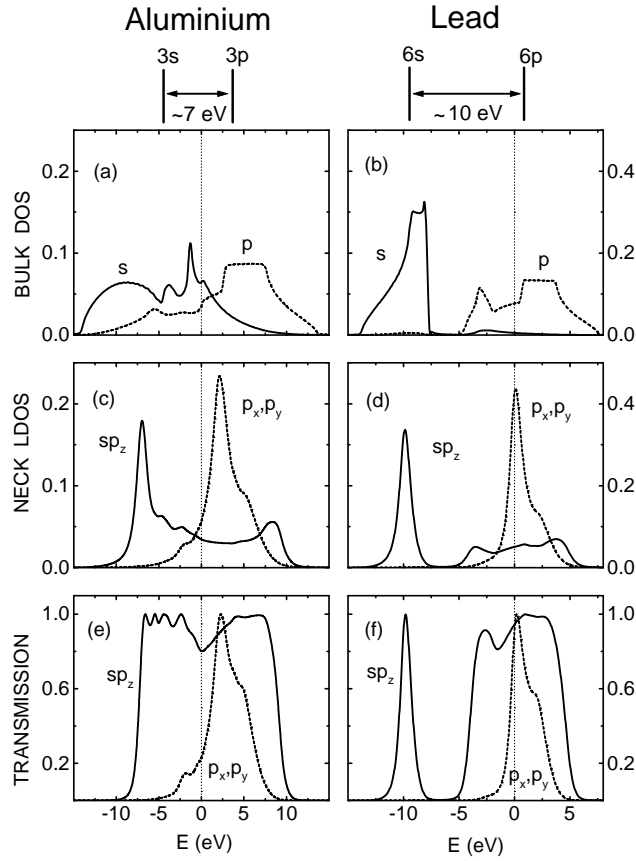 Aluminium Lead
3s 3p 6s 6p
~7 eV ~10 eV
BULK DOS
(a) (b)
0.2 0.4
0.1 0.2
0.0 0.0
s p s p
NECK LDOS
(c) (d)
0.2 0.4
0.1 0.2
0.0 0.0
sp_z p_x,p_y sp_z p_x,p_y
TRANSMISSION
(e) (f)
1.0 1.0
0.6 0.6
0.2 0.2
sp_z p_x,p_y sp_z p_x,p_y
-10 -5 0 5 10 -10 -5 0 5
E (eV) E (eV)